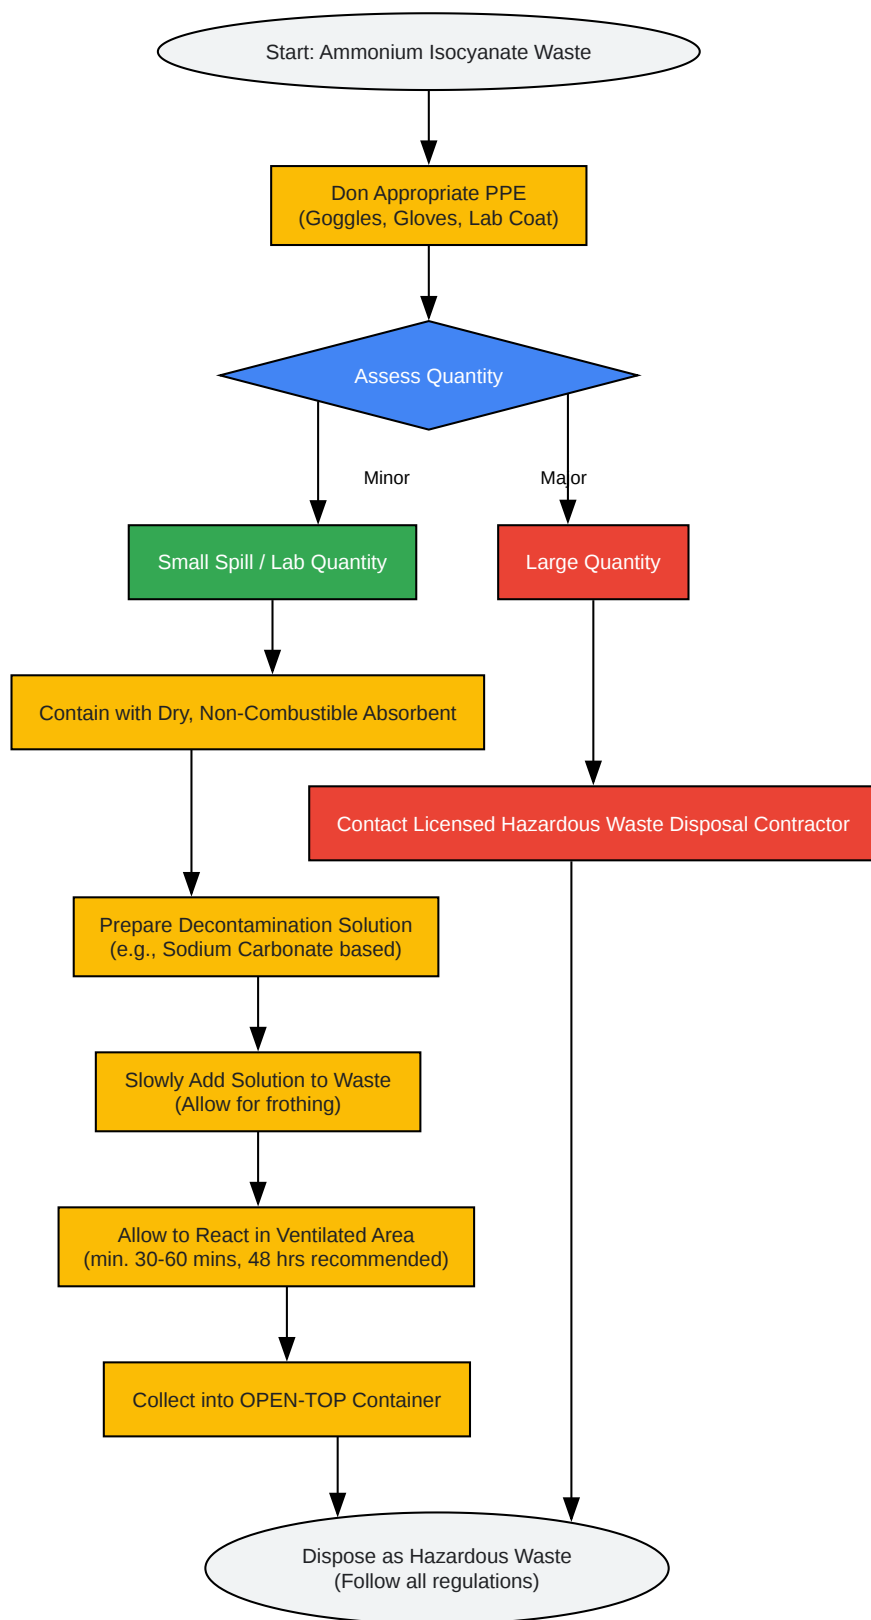 Start: Ammonium Isocyanate Waste
Don Appropriate PPE
(Goggles, Gloves, Lab Coat)
Assess Quantity
Minor
Major
Small Spill / Lab Quantity
Large Quantity
Contain with Dry, Non-Combustible Absorbent
Contact Licensed Hazardous Waste Disposal Contractor
Prepare Decontamination Solution
(e.g., Sodium Carbonate based)
Slowly Add Solution to Waste
(Allow for frothing)
Allow to React in Ventilated Area
(min. 30-60 mins, 48 hrs recommended)
Collect into OPEN-TOP Container
Dispose as Hazardous Waste
(Follow all regulations)